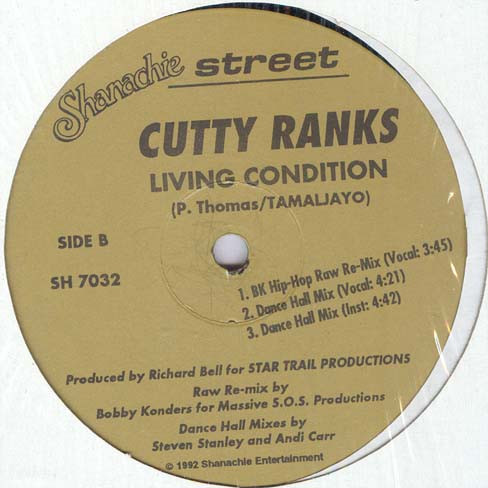 Shanachie street
CUTTY RANKS
LIVING CONDITION
(P. Thomas/TAMALJAYO)
SIDE B
SH 7032
1. BK Hip-Hop Raw Re-Mix (Vocal: 3:45)
2. Dance Hall Mix (Vocal: 4:21)
3. Dance Hall Mix (Inst: 4:42)
Produced by Richard Bell for STAR TRAIL PRODUCTIONS
Raw Re-mix by
Bobby Konders for Massive S.O.S. Productions
Dance Hall Mixes by
Steven Stanley and Andi Carr
© 1992 Shanachie Entertainment